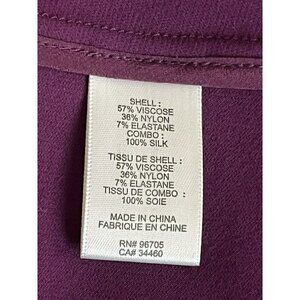 SHELL :
57% VISCOSE
36% NYLON
7% ELASTANE
COMBO :
100% SILK
TISSU DE SHELL :
57% VISCOSE
36% NYLON
7% ELASTANE
TISSU DE COMBO :
100% SOIE
MADE IN CHINA
FABRIQUE EN CHINE
RN# 96705
CA# 34460